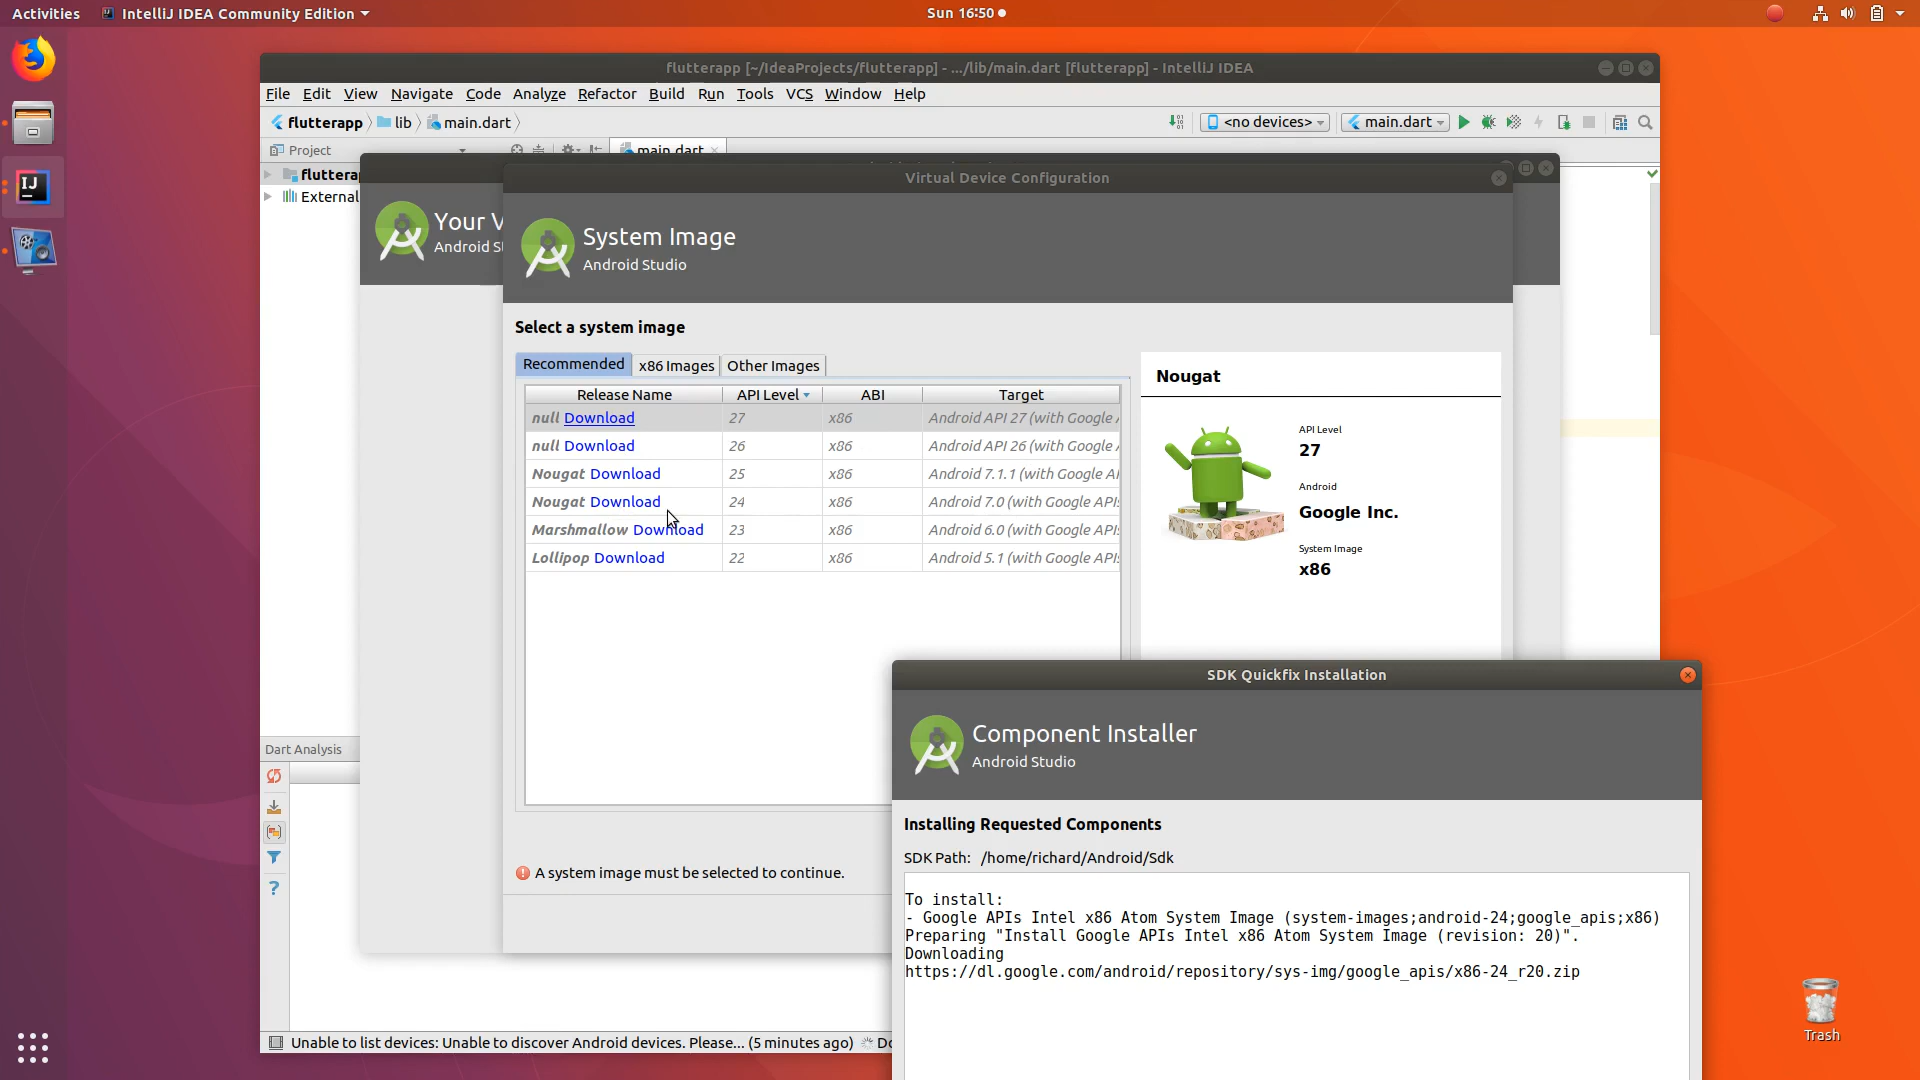 Activities IntelliJ IDEA Community Edition Sun 16:50
flutterapp [~/IdeaProjects/flutterapp] - .../lib/main.dart [flutterapp] - IntelliJ IDEA
File Edit View Navigate Code Analyze Refactor Build Run Tools VCS Window Help
flutterapp lib main.dart <no devices> main.dart
Project main.dart
flutterap
External
Virtual Device Configuration
Your V
Android St
System Image
Android Studio
Select a system image
Recommended x86 Images Other Images
Release Name API Level ABI Target
null Download 27 x86 Android API 27 (with Google A
null Download 26 x86 Android API 26 (with Google A
Nougat Download 25 x86 Android 7.1.1 (with Google AP
Nougat Download 24 x86 Android 7.0 (with Google APIs
Marshmallow Download 23 x86 Android 6.0 (with Google APIs
Lollipop Download 22 x86 Android 5.1 (with Google APIs
Nougat
API Level
27
Android
Google Inc.
System Image
x86
A system image must be selected to continue.
SDK Quickfix Installation
Component Installer
Android Studio
Installing Requested Components
SDK Path: /home/richard/Android/Sdk
To install:
- Google APIs Intel x86 Atom System Image (system-images;android-24;google_apis;x86)
Preparing "Install Google APIs Intel x86 Atom System Image (revision: 20)".
Downloading
https://dl.google.com/android/repository/sys-img/google_apis/x86-24_r20.zip
Dart Analysis
Unable to list devices: Unable to discover Android devices. Please... (5 minutes ago) Do
Trash